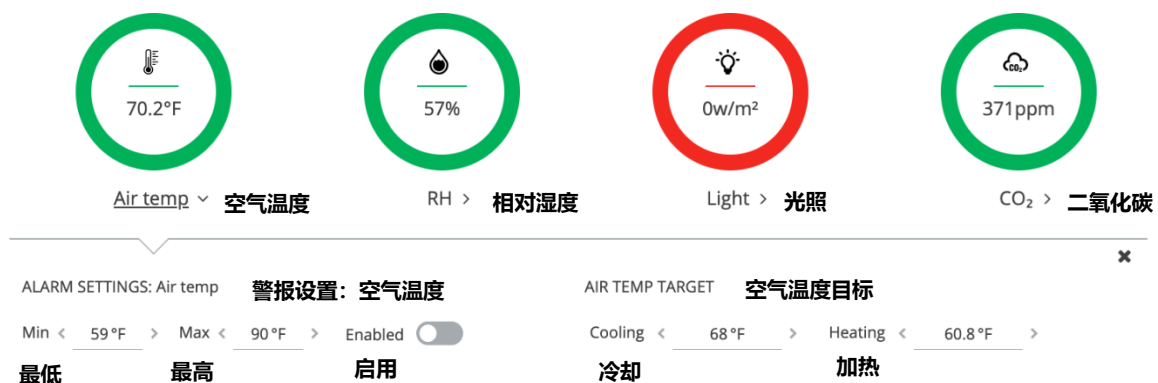 CO₂
70.2°F
57%
0w/m²
371ppm
Air temp 空气温度
RH > 相对湿度
Light > 光照
CO₂ > 二氧化碳
ALARM SETTINGS: Air temp 警报设置：空气温度
AIR TEMP TARGET 空气温度目标
Min < 59°F > Max < 90°F > Enabled
Cooling < 68°F > Heating < 60.8°F >
最低 最高 启用
冷却 加热